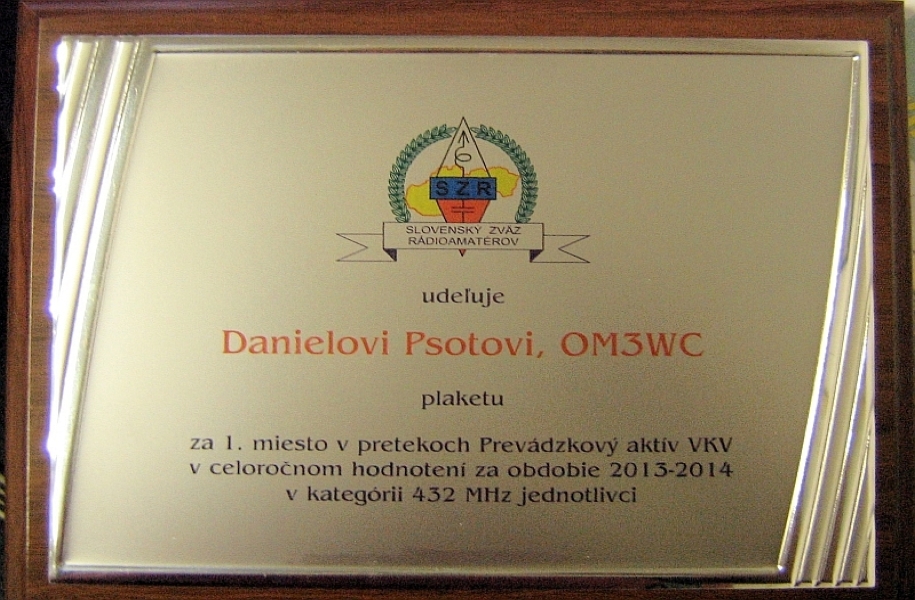 SZR
SLOVENSKÝ ZVÄZ
RÁDIOAMATÉROV
udeľuje
Danielovi Psotovi, OM3WC
plaketu
za 1. miesto v pretekoch Prevádzkový aktív VKV
v celoročnom hodnotení za obdobie 2013-2014
v kategórii 432 MHz jednotlivci